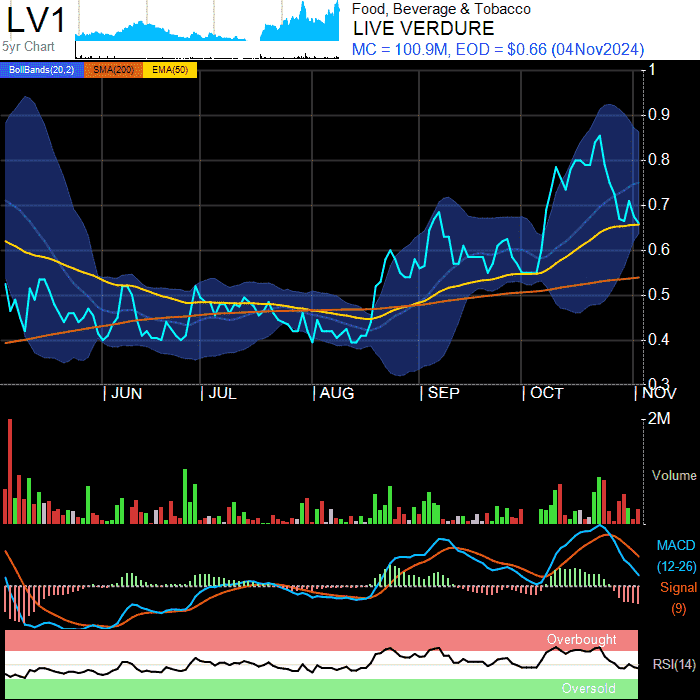 LV1
5yr Chart
Food, Beverage & Tobacco
LIVE VERDURE
MC = 100.9M, EOD = $0.66 (04Nov2024)
BollBands(20,2) SMA(200) EMA(50)
1
0.9
0.8
0.7
0.6
0.5
0.4
0.3
JUN JUL AUG SEP OCT NOV
2M
Volume
MACD
(12-26)
Signal
(9)
Overbought
RSI(14)
Oversold